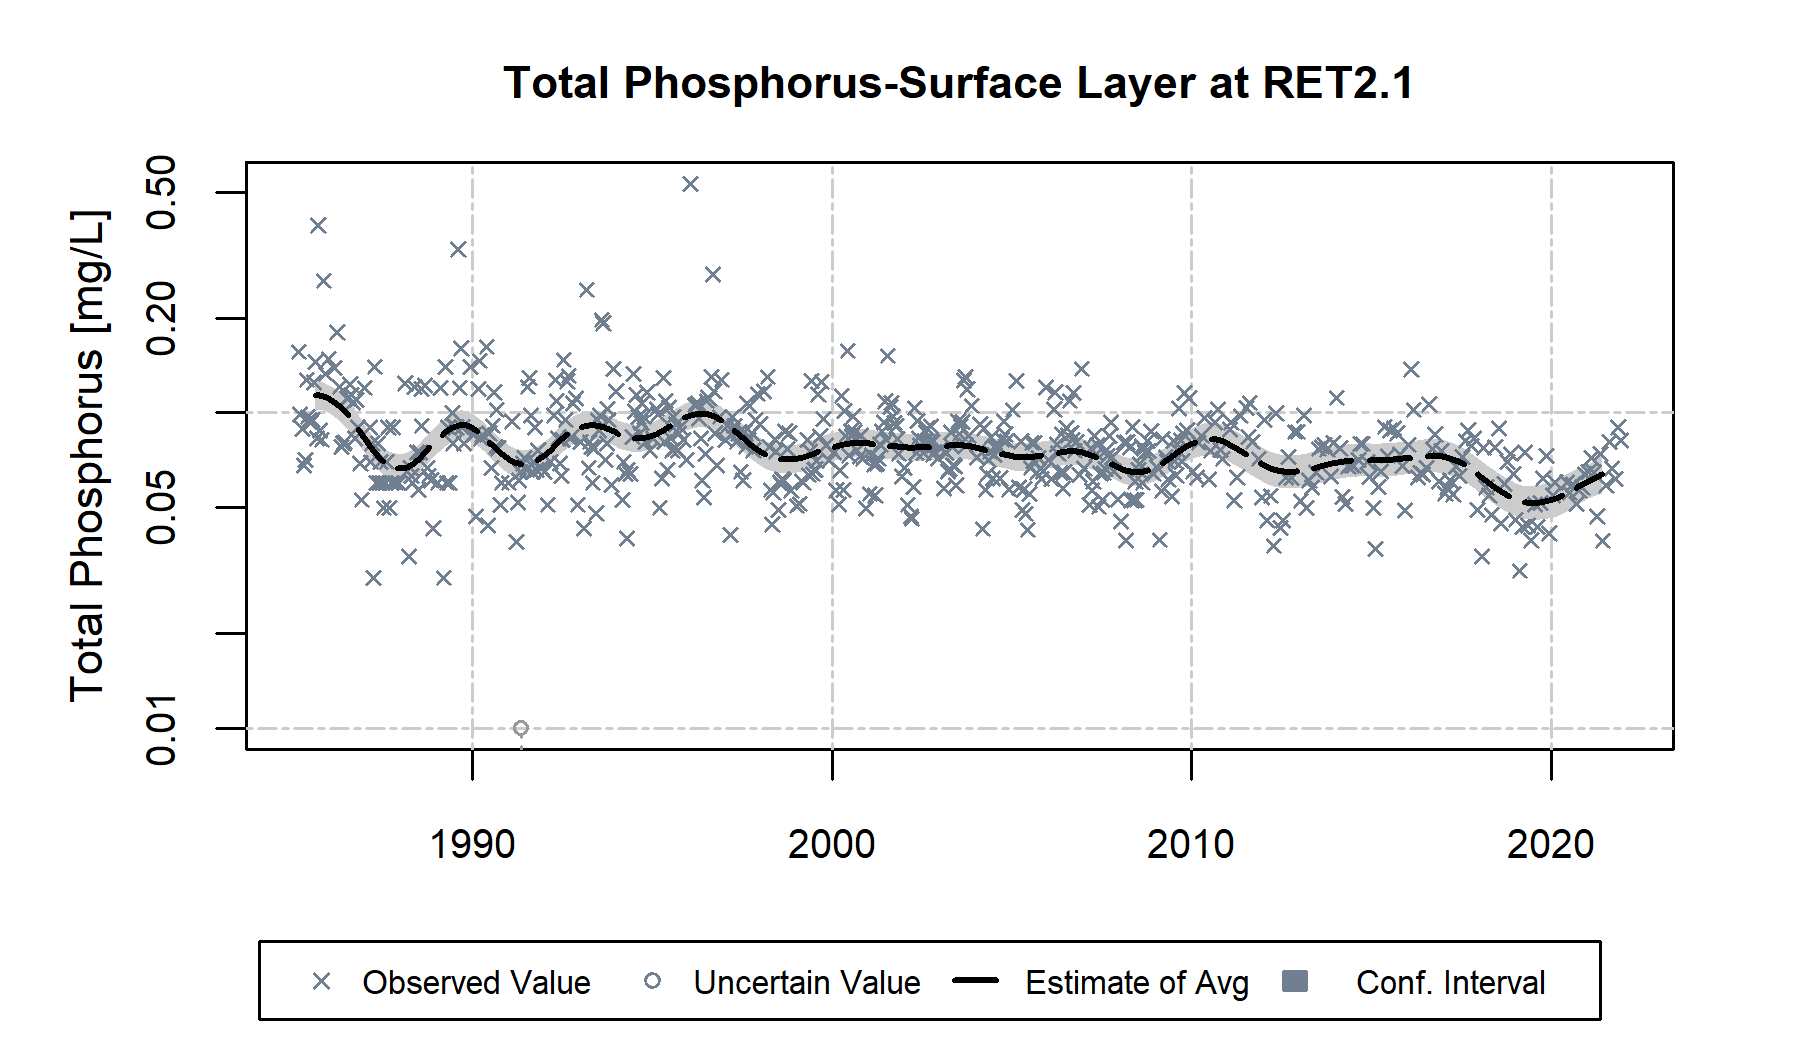 Total Phosphorus-Surface Layer at RET2.1
Total Phosphorus [mg/L]
0.50
0.20
0.05
0.01
1990 2000 2010 2020
Observed Value Uncertain Value Estimate of Avg Conf. Interval